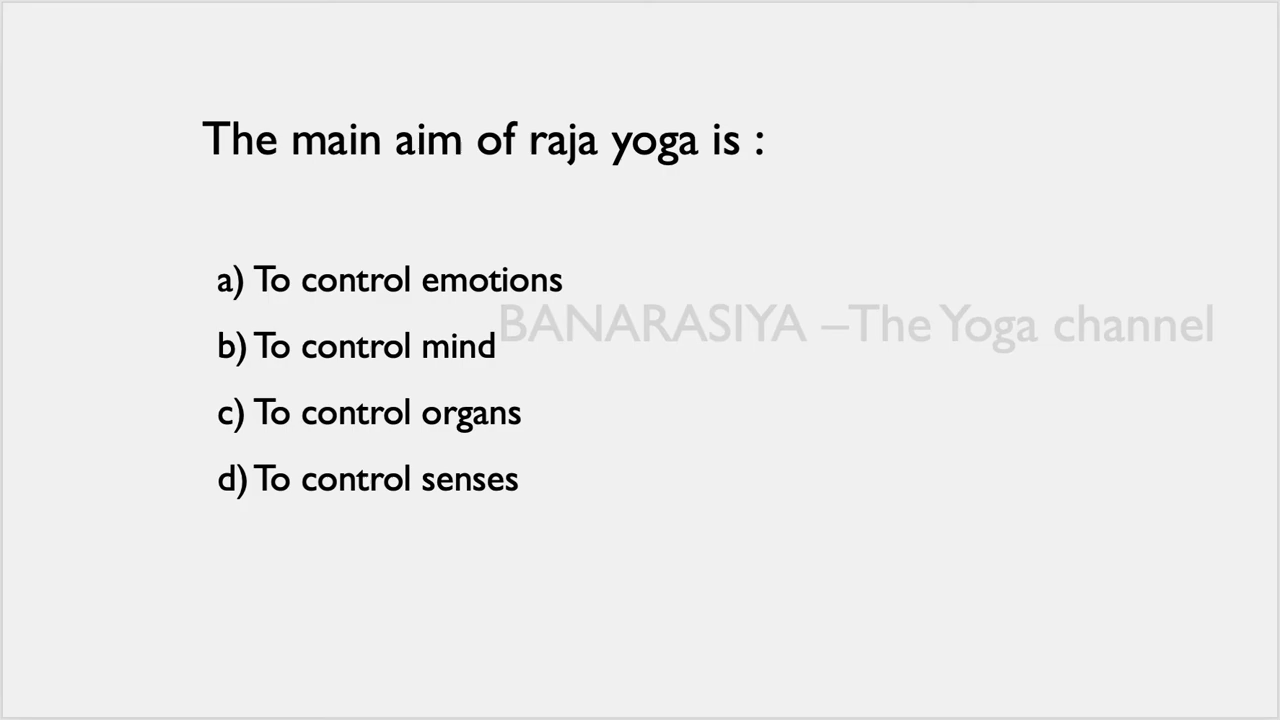 The main aim of raja yoga is :
a) To control emotions
BANARASIYA –The Yoga channel
b) To control mind
c) To control organs
d) To control senses